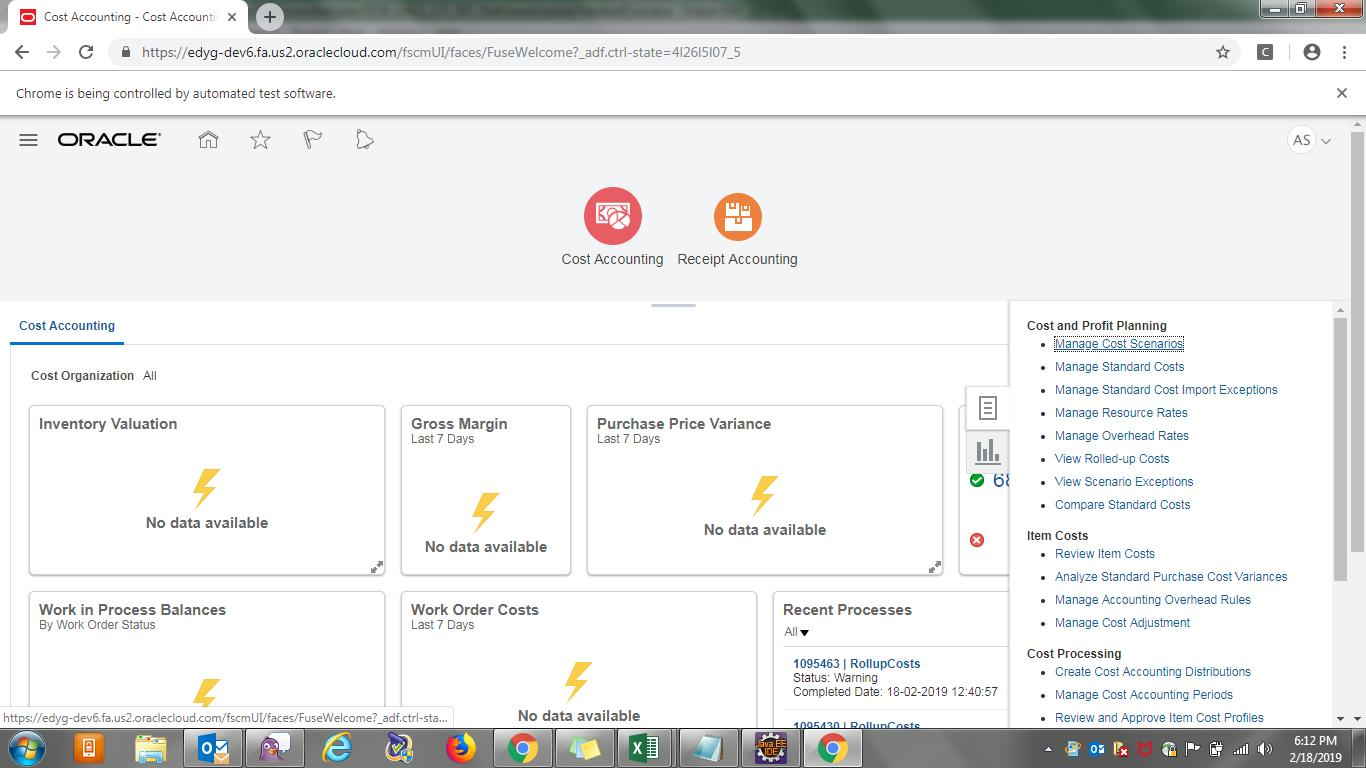 Cost Accounting - Cost Accounti
https://edyg-dev6.fa.us2.oraclecloud.com/fscmUI/faces/FuseWelcome?_adf.ctrl-state=4l26l5l07_5
C
Chrome is being controlled by automated test software.
ORACLE
AS
Cost Accounting
Receipt Accounting
Cost Accounting
Cost Organization All
Inventory Valuation
No data available
Gross Margin
Last 7 Days
No data available
Purchase Price Variance
Last 7 Days
No data available
68
Work in Process Balances
By Work Order Status
Work Order Costs
Last 7 Days
No data available
Recent Processes
All
1095463 | RollupCosts
Status: Warning
Completed Date: 18-02-2019 12:40:57
1095430 | RollupCosts
Cost and Profit Planning
Manage Cost Scenarios
Manage Standard Costs
Manage Standard Cost Import Exceptions
Manage Resource Rates
Manage Overhead Rates
View Rolled-up Costs
View Scenario Exceptions
Compare Standard Costs
Item Costs
Review Item Costs
Analyze Standard Purchase Cost Variances
Manage Accounting Overhead Rules
Manage Cost Adjustment
Cost Processing
Create Cost Accounting Distributions
Manage Cost Accounting Periods
Review and Approve Item Cost Profiles
https://edyg-dev6.fa.us2.oraclecloud.com/fscmUI/faces/FuseWelcome?_adf.ctrl-sta...
Java EE
IDE
6:12 PM
2/18/2019